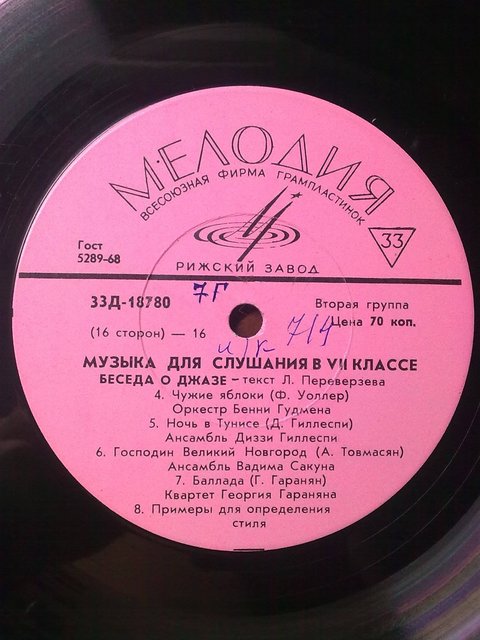 МЕЛОДИЯ
ВСЕСОЮЗНАЯ ФИРМА ГРАМПЛАСТИНОК
33
Гост
5289-68
РИЖСКИЙ ЗАВОД
33Д-18780
7Г
Вторая группа
Цена 70 коп.
(16 сторон) — 16
7/4
МУЗЫКА ДЛЯ СЛУШАНИЯ В VII КЛАССЕ
БЕСЕДА О ДЖАЗЕ – текст Л. Переверзева
4. Чужие яблоки (Ф. Уоллер)
Оркестр Бенни Гудмена
5. Ночь в Тунисе (Д. Гиллеспи)
Ансамбль Диззи Гиллеспи
6. Господин Великий Новгород (А. Товмасян)
Ансамбль Вадима Сакуна
7. Баллада (Г. Гаранян)
Квартет Георгия Гараняна
8. Примеры для определения
стиля